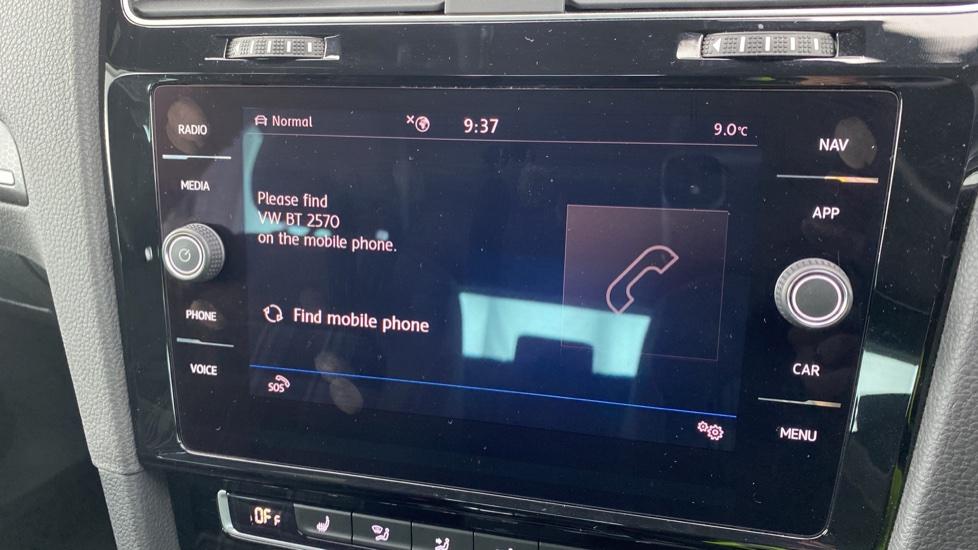 RADIO
MEDIA
PHONE
VOICE
Normal
9:37
9.0°C
Please find
VW BT 2570
on the mobile phone.
Find mobile phone
SOS
NAV
APP
CAR
MENU
OFF